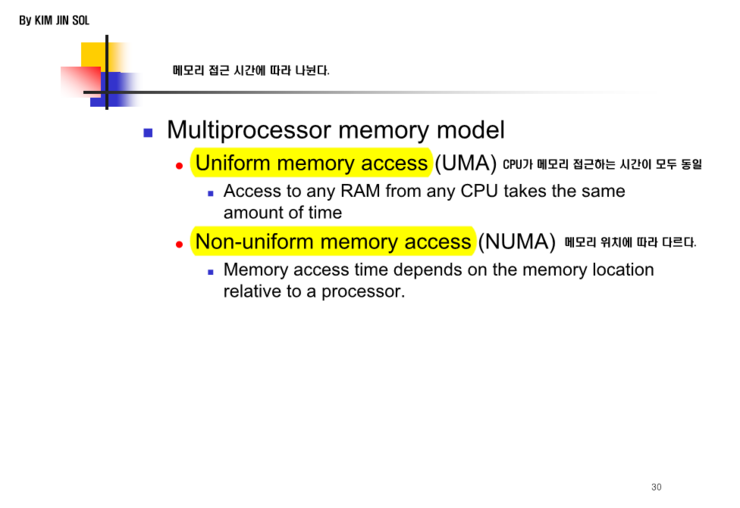 By KIM JIN SOL
메모리 접근 시간에 따라 나뉜다.
Multiprocessor memory model
Uniform memory access (UMA) CPU가 메모리 접근하는 시간이 모두 동일
Access to any RAM from any CPU takes the same
amount of time
Non-uniform memory access (NUMA) 메모리 위치에 따라 다르다.
Memory access time depends on the memory location
relative to a processor.
30